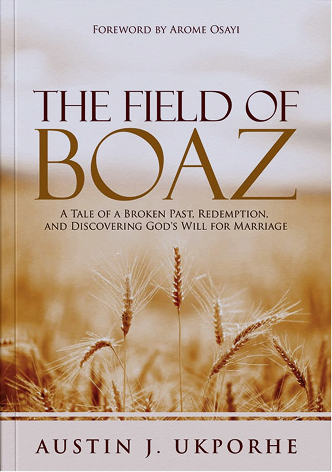 Foreword by Arome Osayi
THE FIELD OF
BOAZ
A Tale of a Broken Past, Redemption,
and Discovering God's Will for Marriage
AUSTIN J. UKPORHE